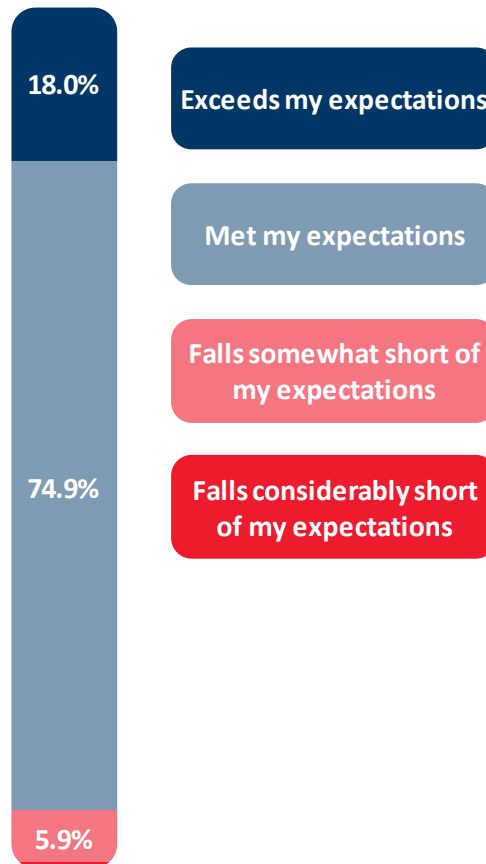 18.0%
Exceeds my expectations
Met my expectations
Falls somewhat short of
my expectations
74.9%
Falls considerably short
of my expectations
5.9%